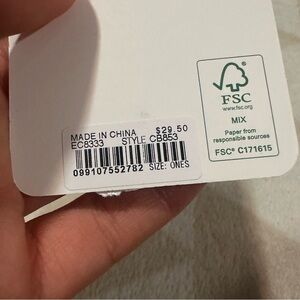 MADE IN CHINA $29.50
EC8333 STYLE CB853
099107552782 SIZE: ONES
FSC
www.fsc.org
MIX
Paper from
responsible sources
FSC® C171615